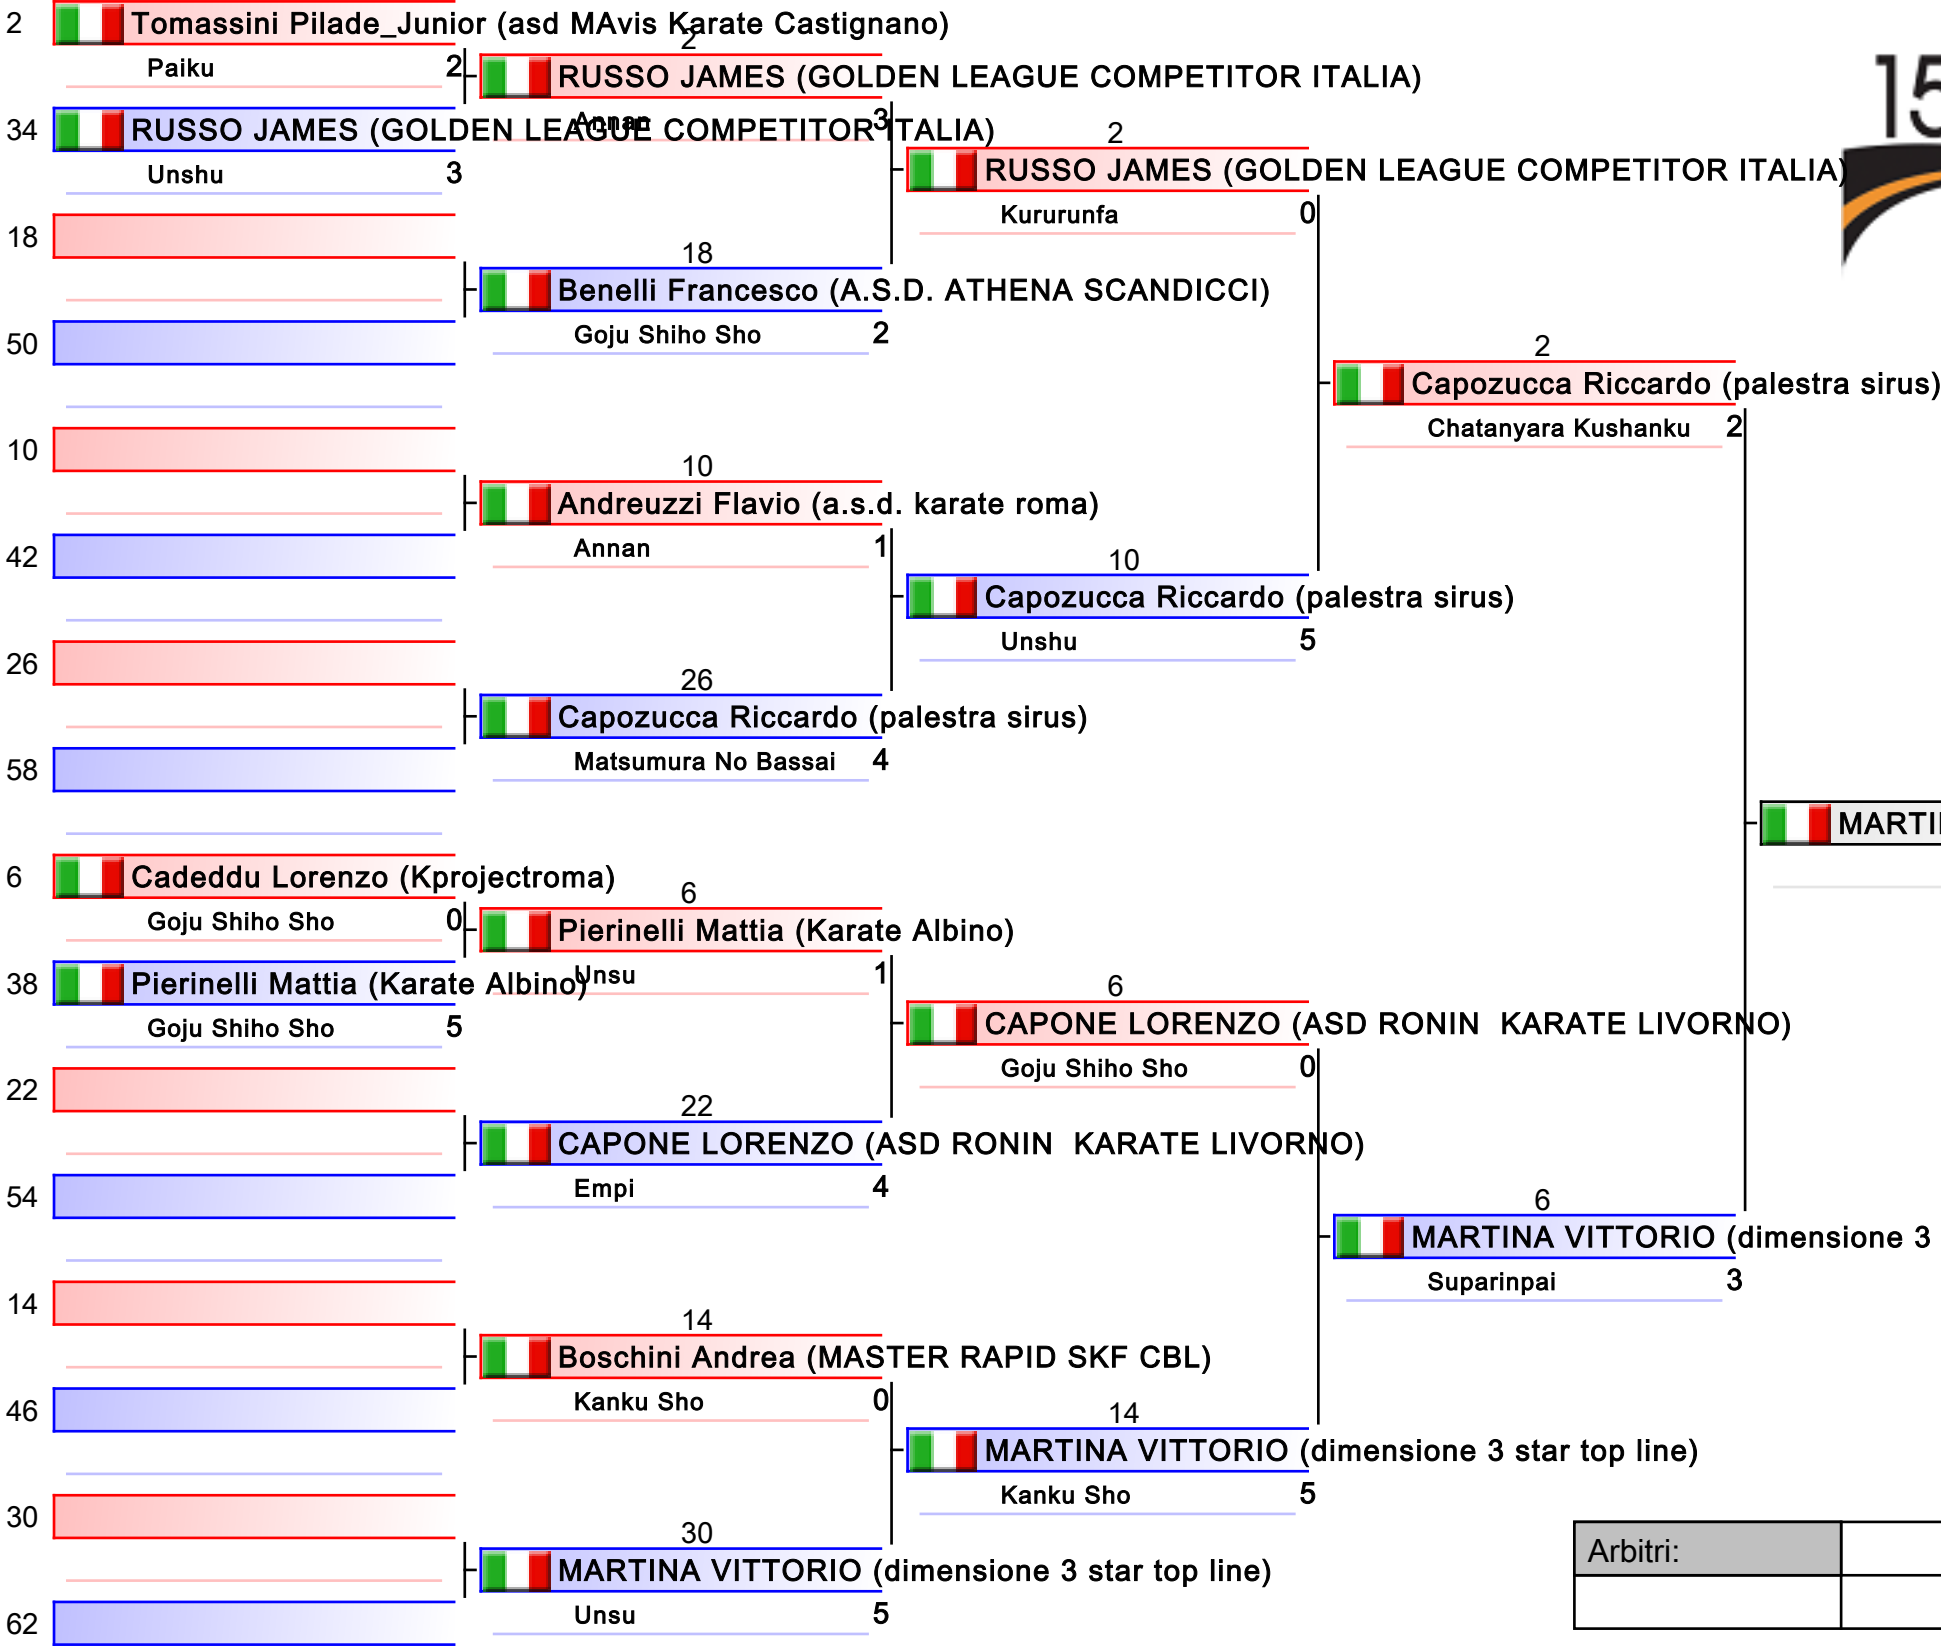 2 Tomassini Pilade_Junior (asd MAvis Karate Castignano)
Paiku 2
34 RUSSO JAMES (GOLDEN LEAGUE COMPETITOR ITALIA)
Unshu 3
18
50
10
42
26
58
6 Cadeddu Lorenzo (Kprojectroma)
Goju Shiho Sho 0
38 Pierinelli Mattia (Karate Albino)
Goju Shiho Sho 5
22
54
14
46
30
62
2
RUSSO JAMES (GOLDEN LEAGUE COMPETITOR ITALIA)
Annan 3
18
Benelli Francesco (A.S.D. ATHENA SCANDICCI)
Goju Shiho Sho 2
10
Andreuzzi Flavio (a.s.d. karate roma)
Annan 1
26
Capozucca Riccardo (palestra sirus)
Matsumura No Bassai 4
6
Pierinelli Mattia (Karate Albino)
Unsu 1
22
CAPONE LORENZO (ASD RONIN  KARATE LIVORNO)
Empi 4
14
Boschini Andrea (MASTER RAPID SKF CBL)
Kanku Sho 0
30
MARTINA VITTORIO (dimensione 3 star top line)
Unsu 5
2
RUSSO JAMES (GOLDEN LEAGUE COMPETITOR ITALIA)
Kururunfa 0
10
Capozucca Riccardo (palestra sirus)
Unshu 5
6
CAPONE LORENZO (ASD RONIN  KARATE LIVORNO)
Goju Shiho Sho 0
14
MARTINA VITTORIO (dimensione 3 star top line)
Kanku Sho 5
2
Capozucca Riccardo (palestra sirus)
Chatanyara Kushanku 2
6
MARTINA VITTORIO (dimensione 3
Suparinpai 3
15
Arbitri: